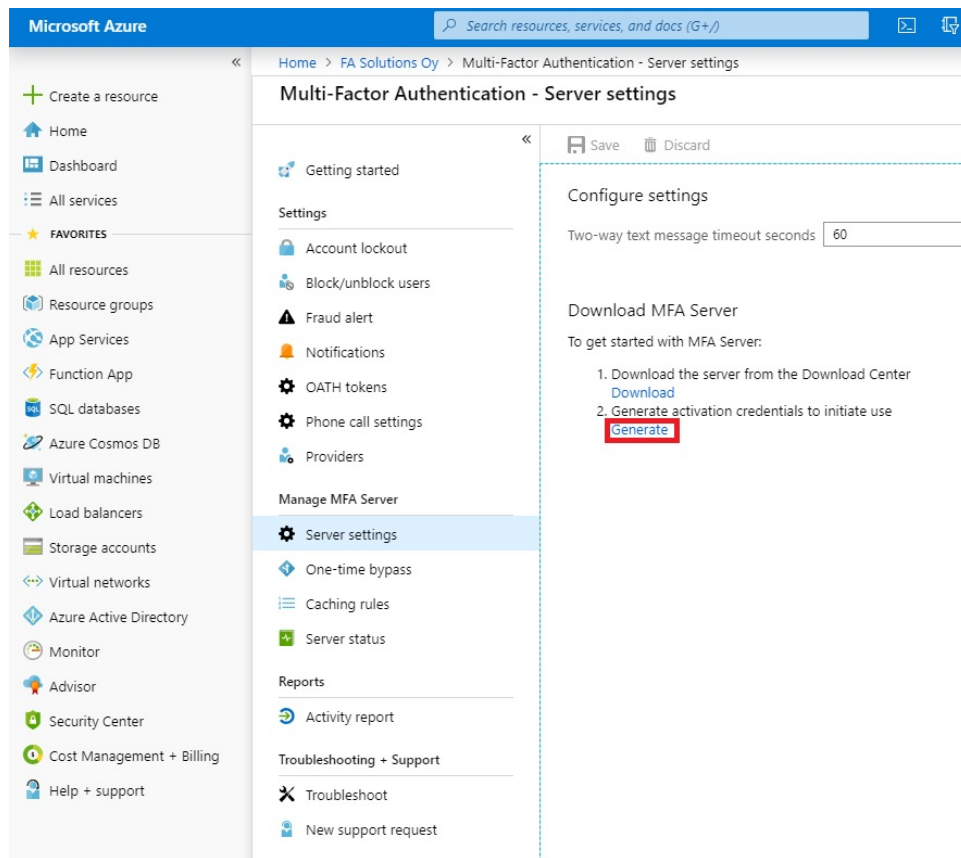 Microsoft Azure
Search resources, services, and docs (G+/)
Home > FA Solutions Oy > Multi-Factor Authentication - Server settings
Multi-Factor Authentication - Server settings
Create a resource
Home
Dashboard
All services
FAVORITES
All resources
Resource groups
App Services
Function App
SQL databases
Azure Cosmos DB
Virtual machines
Load balancers
Storage accounts
Virtual networks
Azure Active Directory
Monitor
Advisor
Security Center
Cost Management + Billing
Help + support
Getting started
Settings
Account lockout
Block/unblock users
Fraud alert
Notifications
OATH tokens
Phone call settings
Providers
Manage MFA Server
Server settings
One-time bypass
Caching rules
Server status
Reports
Activity report
Troubleshooting + Support
Troubleshoot
New support request
Save Discard
Configure settings
Two-way text message timeout seconds 60
Download MFA Server
To get started with MFA Server:
1. Download the server from the Download Center
Download
2. Generate activation credentials to initiate use
Generate